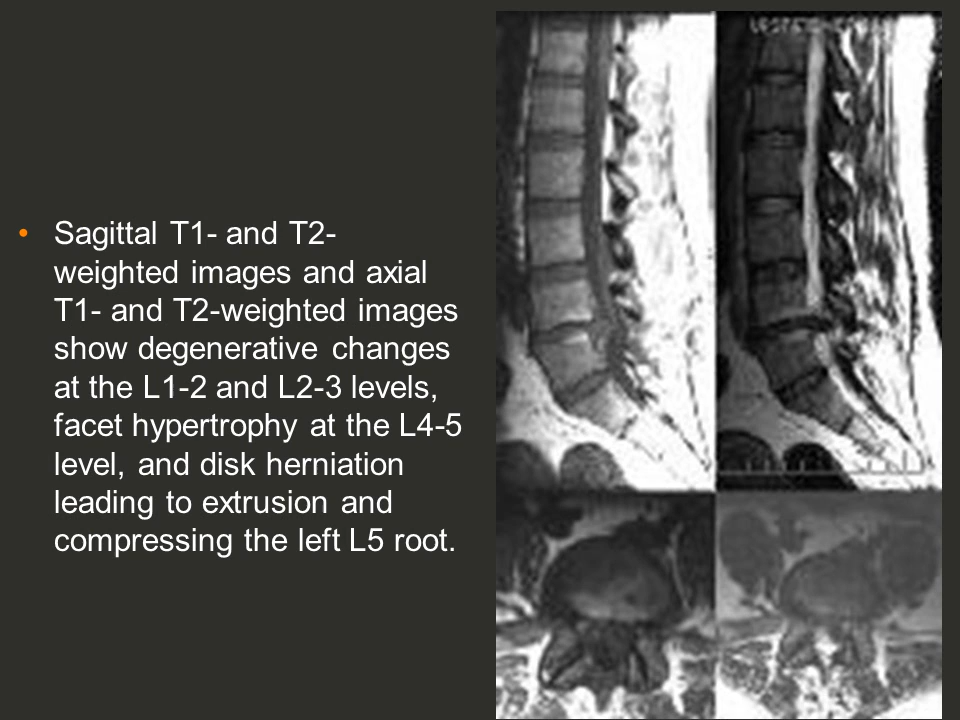 • Sagittal T1- and T2-
weighted images and axial
T1- and T2-weighted images
show degenerative changes
at the L1-2 and L2-3 levels,
facet hypertrophy at the L4-5
level, and disk herniation
leading to extrusion and
compressing the left L5 root.